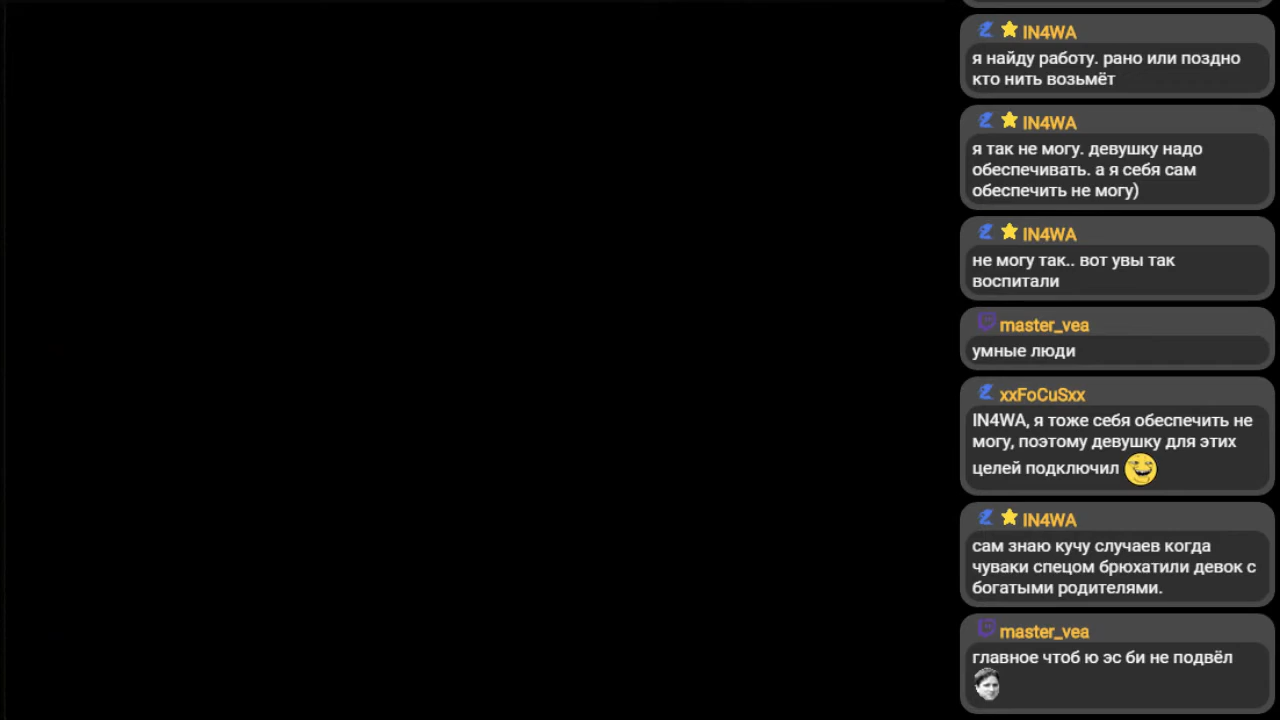 IN4WA
я найду работу. рано или поздно
кто нить возьмёт
IN4WA
я так не могу. девушку надо
обеспечивать. а я себя сам
обеспечить не могу)
IN4WA
не могу так.. вот увы так
воспитали
master_vea
умные люди
xxFoCuSxx
IN4WA, я тоже себя обеспечить не
могу, поэтому девушку для этих
целей подключил
IN4WA
сам знаю кучу случаев когда
чуваки спецом брюхатили девок с
богатыми родителями.
master_vea
главное чтоб ю эс би не подвёл